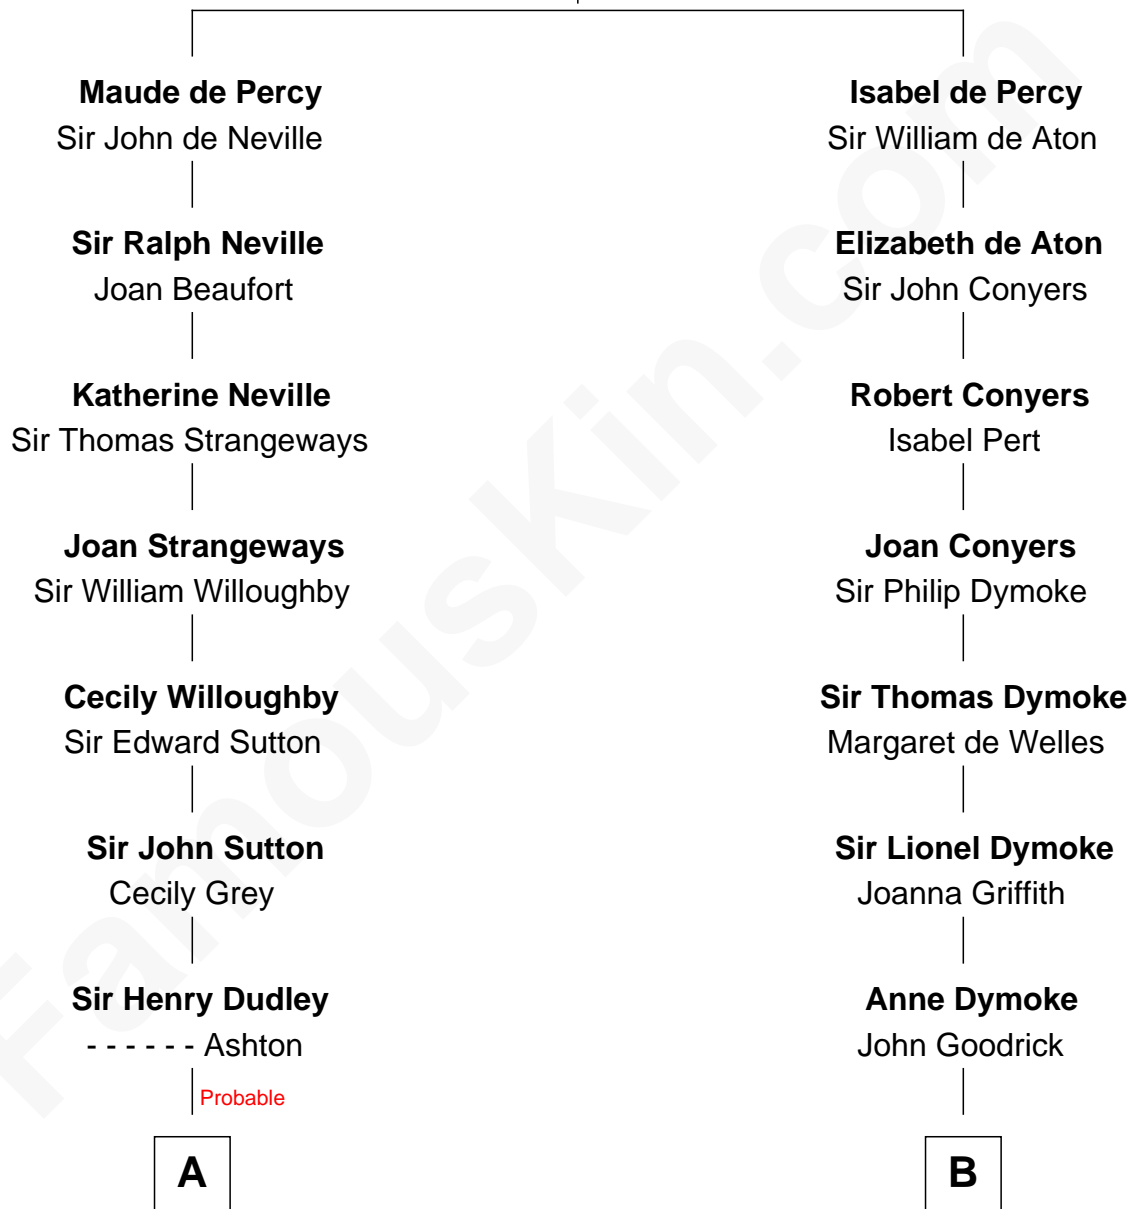 Maude de Percy
Sir John de Neville
Sir Ralph Neville
Joan Beaufort
Katherine Neville
Sir Thomas Strangeways
Joan Strangeways
Sir William Willoughby
Cecily Willoughby
Sir Edward Sutton
Sir John Sutton
Cecily Grey
Sir Henry Dudley
- - - - - - Ashton
Probable
A
Isabel de Percy
Sir William de Aton
Elizabeth de Aton
Sir John Conyers
Robert Conyers
Isabel Pert
Joan Conyers
Sir Philip Dymoke
Sir Thomas Dymoke
Margaret de Welles
Sir Lionel Dymoke
Joanna Griffith
Anne Dymoke
John Goodrick
B
FamousKin.com